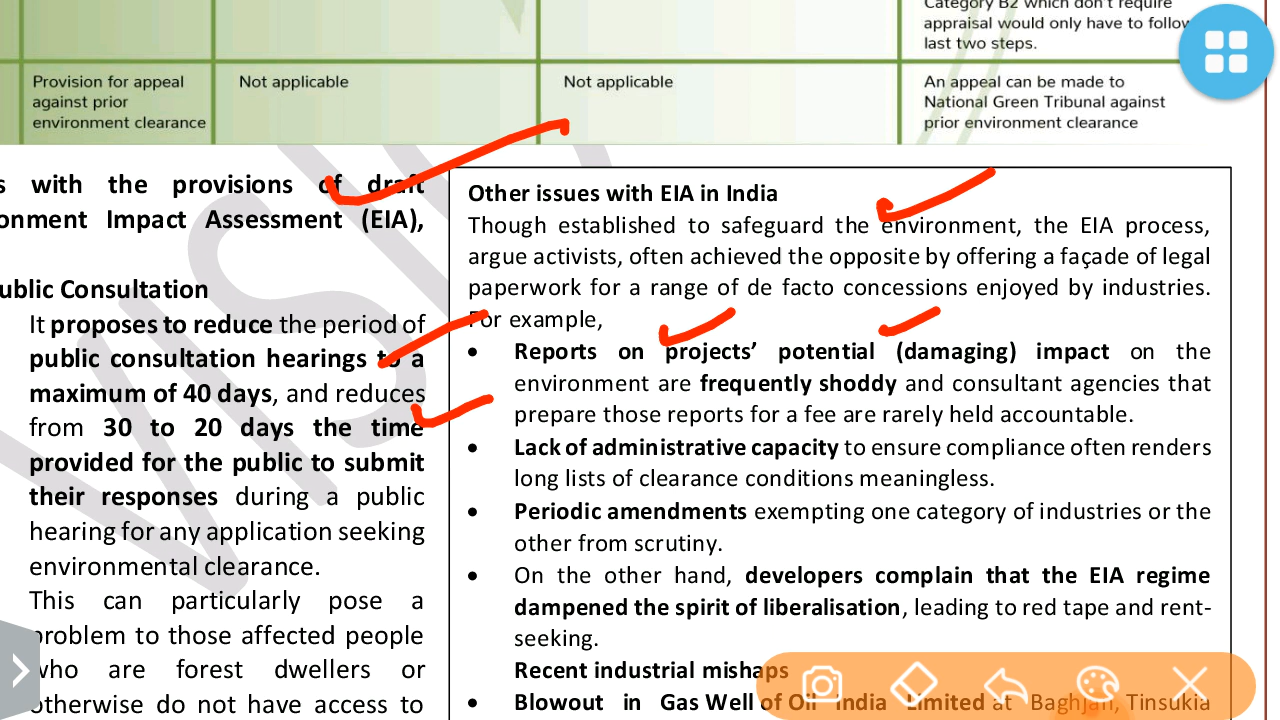 Category B2 which don't require
appraisal would only have to follow
last two steps.
Provision for appeal
against prior
environment clearance
Not applicable
Not applicable
An appeal can be made to
National Green Tribunal against
prior environment clearance
s with the provisions of draft
onment Impact Assessment (EIA),
ublic Consultation
It proposes to reduce the period of
public consultation hearings to a
maximum of 40 days, and reduces
from 30 to 20 days the time
provided for the public to submit
their responses during a public
hearing for any application seeking
environmental clearance.
This can particularly pose a
problem to those affected people
who are forest dwellers or
otherwise do not have access to
Other issues with EIA in India
Though established to safeguard the environment, the EIA process,
argue activists, often achieved the opposite by offering a façade of legal
paperwork for a range of de facto concessions enjoyed by industries.
For example,
• Reports on projects’ potential (damaging) impact on the
environment are frequently shoddy and consultant agencies that
prepare those reports for a fee are rarely held accountable.
• Lack of administrative capacity to ensure compliance often renders
long lists of clearance conditions meaningless.
• Periodic amendments exempting one category of industries or the
other from scrutiny.
• On the other hand, developers complain that the EIA regime
dampened the spirit of liberalisation, leading to red tape and rent-
seeking.
Recent industrial mishaps
• Blowout in Gas Well of Oil India Limited at Baghjan, Tinsukia